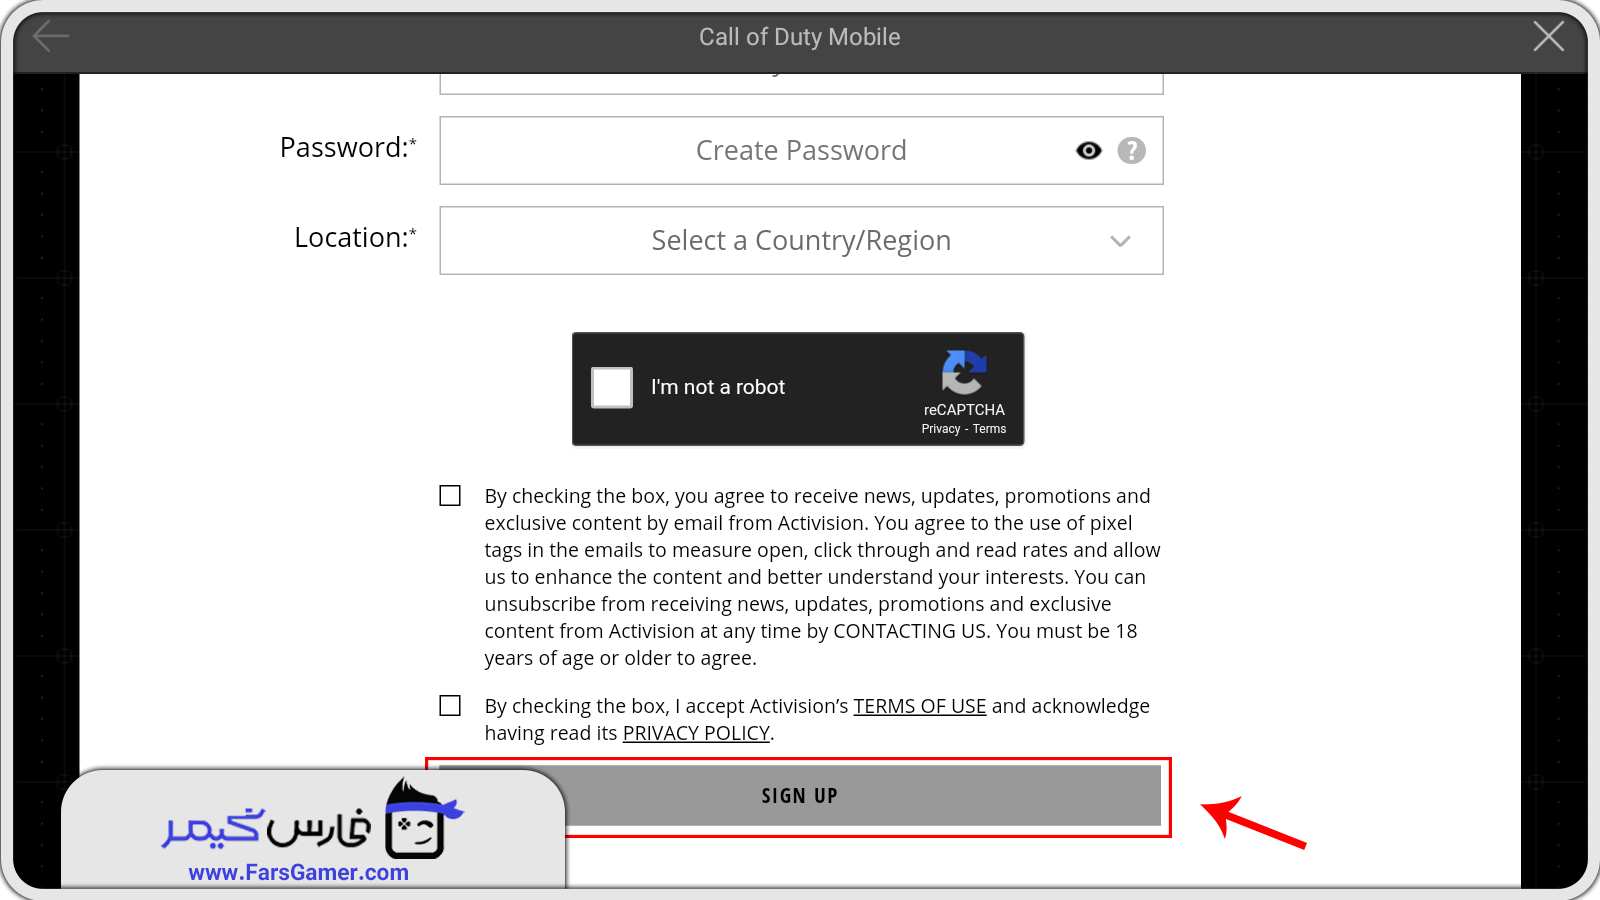 Call of Duty Mobile
Password:*
Create Password
?
Location:*
Select a Country/Region
I'm not a robot
reCAPTCHA
Privacy - Terms
By checking the box, you agree to receive news, updates, promotions and
exclusive content by email from Activision. You agree to the use of pixel
tags in the emails to measure open, click through and read rates and allow
us to enhance the content and better understand your interests. You can
unsubscribe from receiving news, updates, promotions and exclusive
content from Activision at any time by CONTACTING US. You must be 18
years of age or older to agree.
By checking the box, I accept Activision’s TERMS OF USE and acknowledge
having read its PRIVACY POLICY.
SIGN UP
فارس گیمر
www.FarsGamer.com